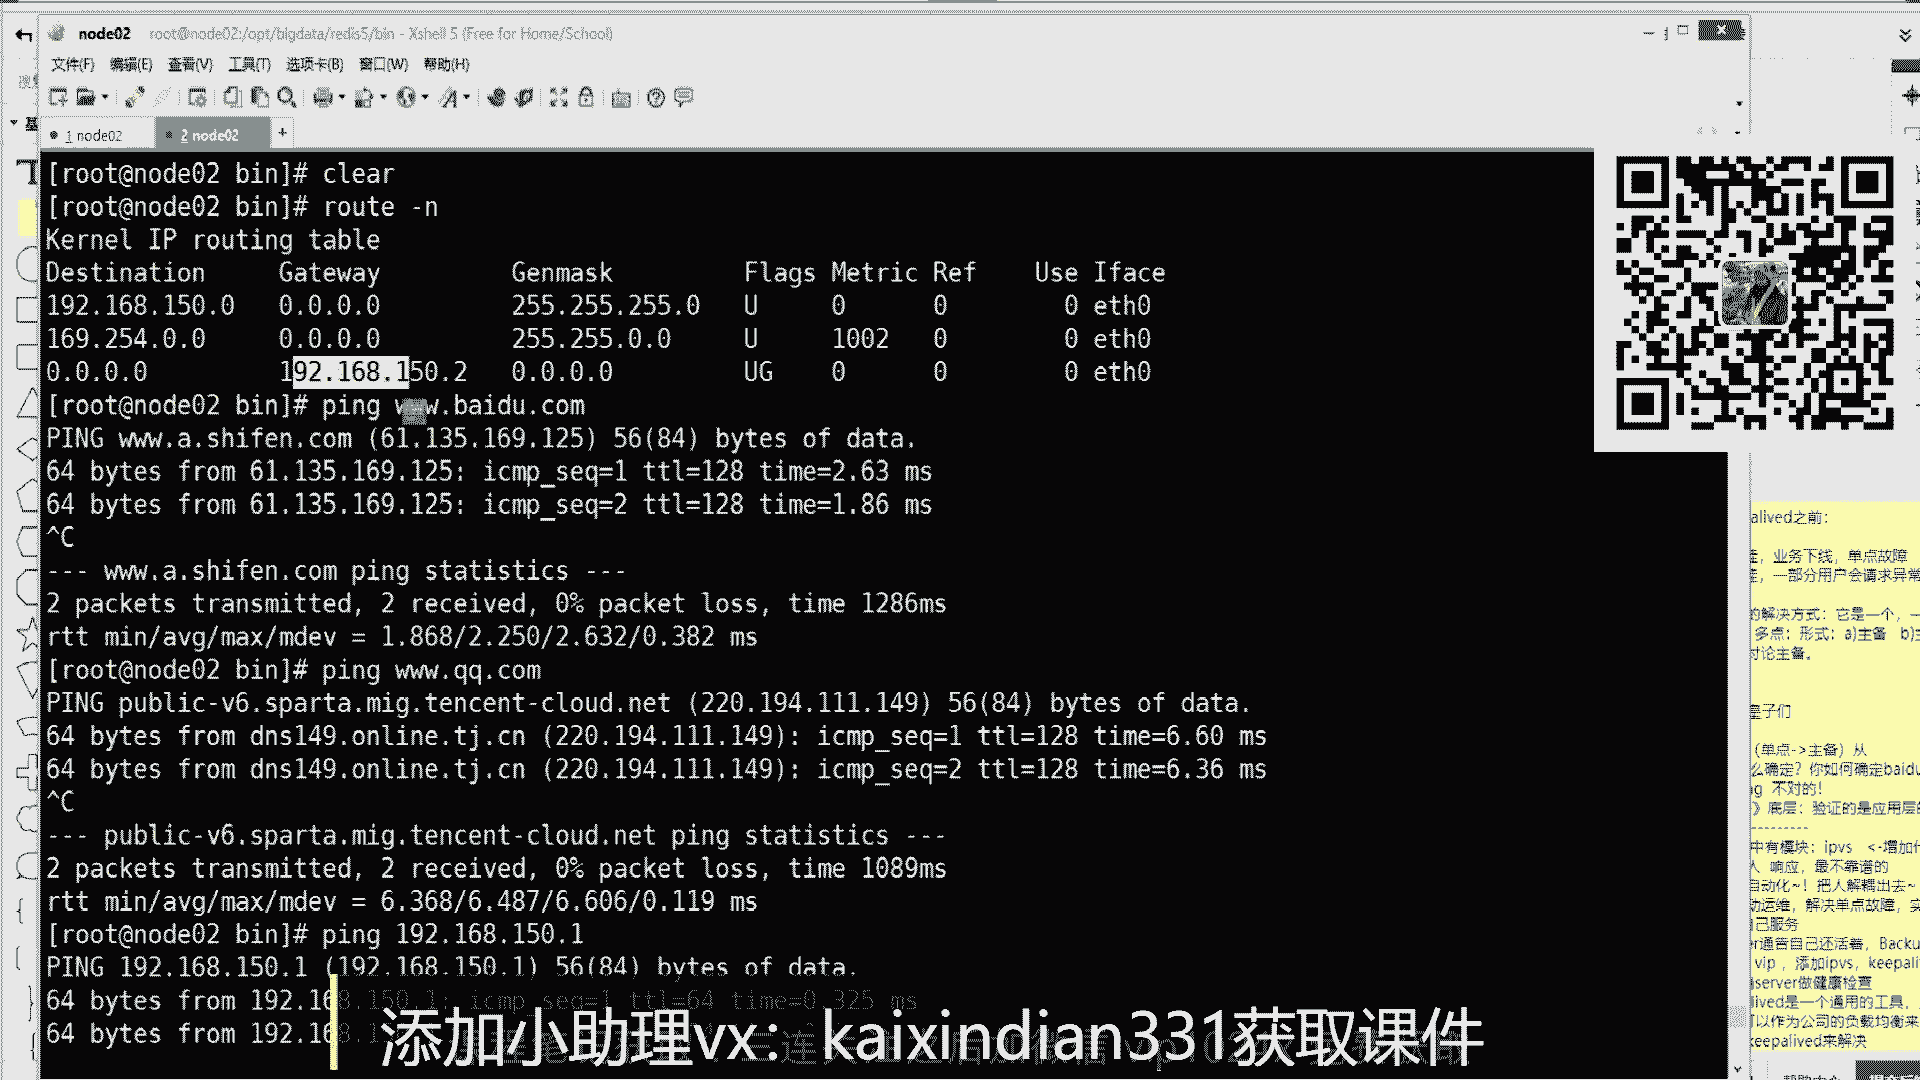 node02 root@node02:/opt/bigdata/redis5/bin - Xshell 5 (Free for Home/School)
文件(F) 编辑(E) 查看(V) 工具(T) 选项卡(B) 窗口(W) 帮助(H)
1 node02 2 node02 +
[root@node02 bin]# clear
[root@node02 bin]# route -n
Kernel IP routing table
Destination Gateway Genmask Flags Metric Ref Use Iface
192.168.150.0 0.0.0.0 255.255.255.0 U 0 0 0 eth0
169.254.0.0 0.0.0.0 255.255.0.0 U 1002 0 0 eth0
0.0.0.0 192.168.150.2 0.0.0.0 UG 0 0 0 eth0
[root@node02 bin]# ping www.baidu.com
PING www.a.shifen.com (61.135.169.125) 56(84) bytes of data.
64 bytes from 61.135.169.125: icmp_seq=1 ttl=128 time=2.63 ms
64 bytes from 61.135.169.125: icmp_seq=2 ttl=128 time=1.86 ms
^C
--- www.a.shifen.com ping statistics ---
2 packets transmitted, 2 received, 0% packet loss, time 1286ms
rtt min/avg/max/mdev = 1.868/2.250/2.632/0.382 ms
[root@node02 bin]# ping www.qq.com
PING public-v6.sparta.mig.tencent-cloud.net (220.194.111.149) 56(84) bytes of data.
64 bytes from dns149.online.tj.cn (220.194.111.149): icmp_seq=1 ttl=128 time=6.60 ms
64 bytes from dns149.online.tj.cn (220.194.111.149): icmp_seq=2 ttl=128 time=6.36 ms
^C
--- public-v6.sparta.mig.tencent-cloud.net ping statistics ---
2 packets transmitted, 2 received, 0% packet loss, time 1089ms
rtt min/avg/max/mdev = 6.368/6.487/6.606/0.119 ms
[root@node02 bin]# ping 192.168.150.1
PING 192.168.150.1 (192.168.150.1) 56(84) bytes of data.
64 bytes from 192.168.150.1: icmp_seq=1 ttl=64 time=0.325 ms
64 bytes from 192.168.1
添加小助理vx：kaixindian331获取课件
alived之前：
，业务下线，单点故障
，一部分用户会请求异常
的解决方式：它是一个，一
多点：形式：a)主备 b)主
讨论主备。
皇子们
（单点->主备）从
么确定？你如何确定baidu
ng 不对的！
》底层：验证的是应用层的
中有模块：ipvs <-增加什
人 响应，最不靠谱的
自动化~！把人解耦出去~
动运维，解决单点故障，实
己服务
er通告自己还活着，Backu
vip ，添加ipvs，keepaliv
server做健康检查
lived是一个通用的工具，
可以作为公司的负载均衡来
keepalived来解决